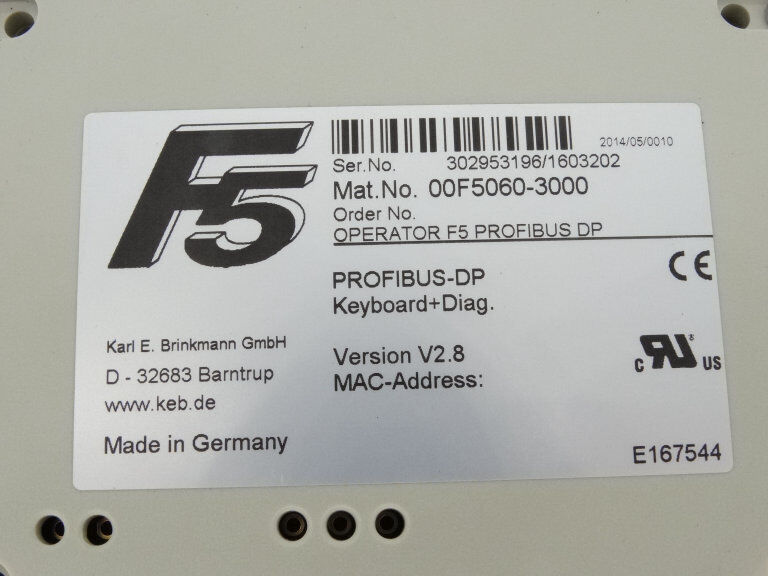 F5
2014/05/0010
Ser.No. 302953196/1603202
Mat.No. 00F5060-3000
Order No.
OPERATOR F5 PROFIBUS DP
PROFIBUS-DP
CE
Keyboard+Diag.
Karl E. Brinkmann GmbH
D - 32683 Barntrup
www.keb.de
Version V2.8
MAC-Address:
c RU US
Made in Germany
E167544